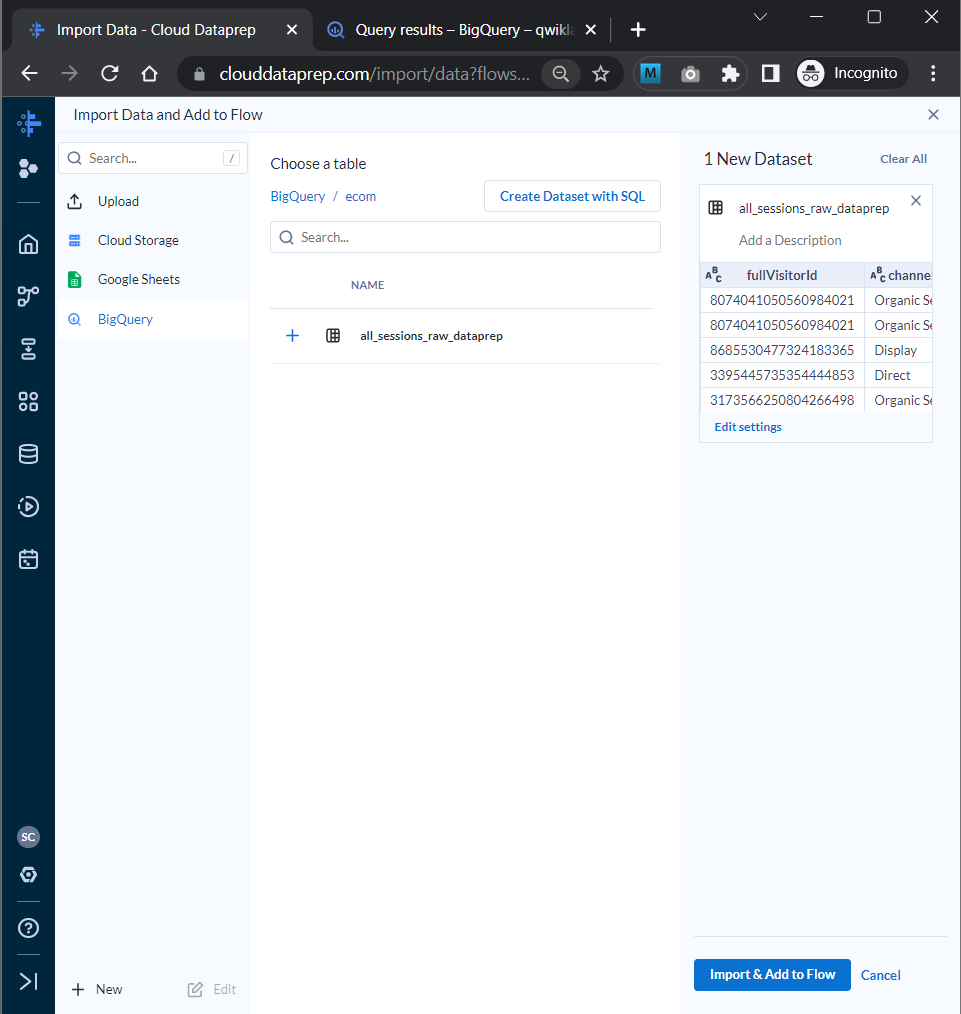 Import Data - Cloud Dataprep
Query results – BigQuery – qwikla
clouddataprep.com/import/data?flows...
M
Incognito
Import Data and Add to Flow
Search...
/
Upload
Cloud Storage
Google Sheets
BigQuery
SC
New
Edit
Choose a table
BigQuery / ecom
Create Dataset with SQL
Search...
NAME
all_sessions_raw_dataprep
1 New Dataset
Clear All
all_sessions_raw_dataprep
Add a Description
ABC fullVisitorId ABC channe
8074041050560984021 Organic Se
8074041050560984021 Organic Se
8685530477324183365 Display
3395445735354444853 Direct
3173566250804266498 Organic Se
Edit settings
Import & Add to Flow
Cancel